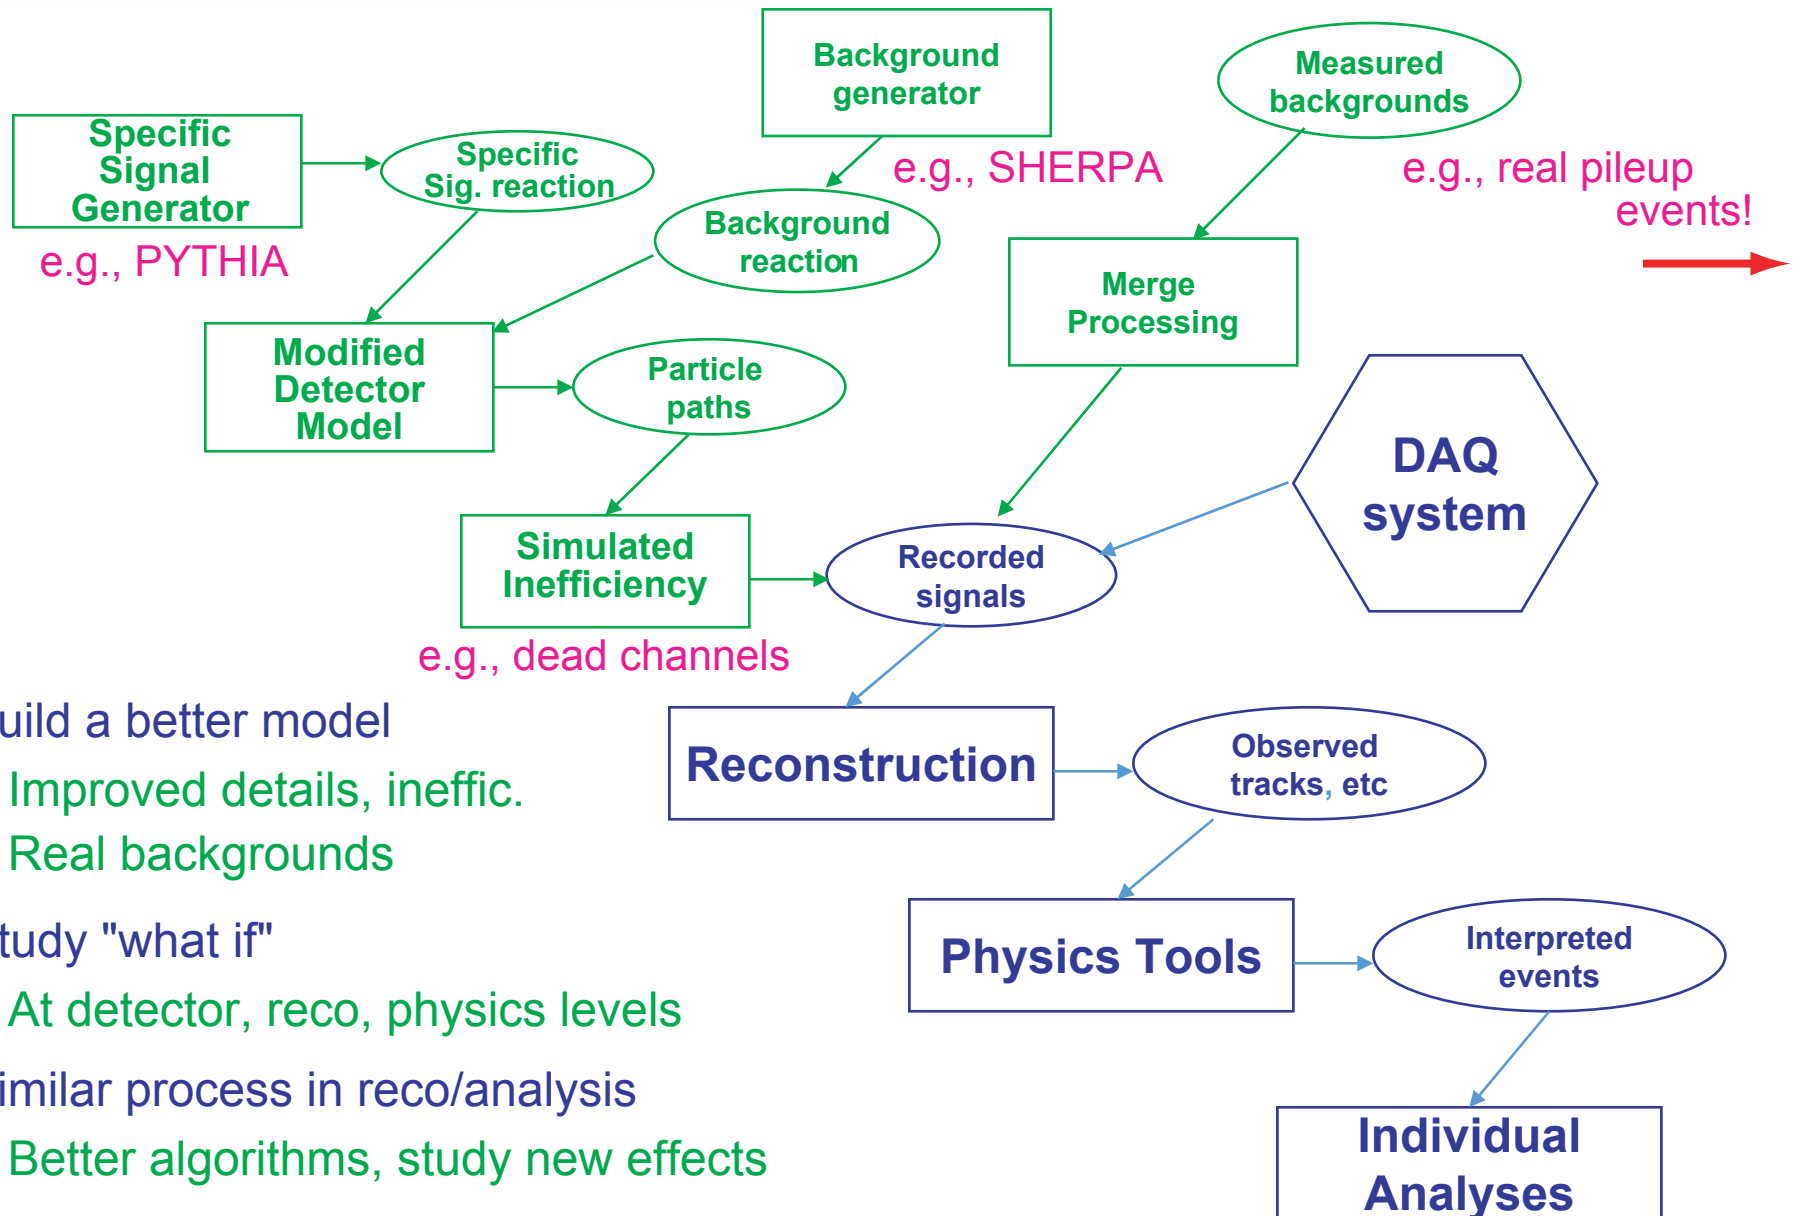 Background
generator
Measured
backgrounds
Specific
Signal
Generator
Specific
Sig. reaction
e.g., SHERPA
e.g., real pileup
events!
e.g., PYTHIA
Background
reaction
Merge
Processing
Modified
Detector
Model
Particle
paths
DAQ
system
Simulated
Inefficiency
Recorded
signals
e.g., dead channels
uild a better model
Improved details, ineffic.
Real backgrounds
Reconstruction
Observed
tracks, etc
tudy "what if"
At detector, reco, physics levels
Physics Tools
Interpreted
events
imilar process in reco/analysis
Better algorithms, study new effects
Individual
Analyses